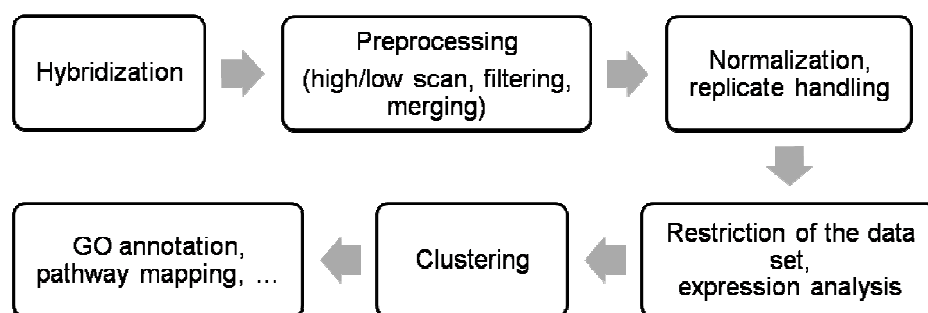 Hybridization
Preprocessing
(high/low scan, filtering,
merging)
Normalization,
replicate handling
Restriction of the data
set,
expression analysis
Clustering
GO annotation,
pathway mapping, ...